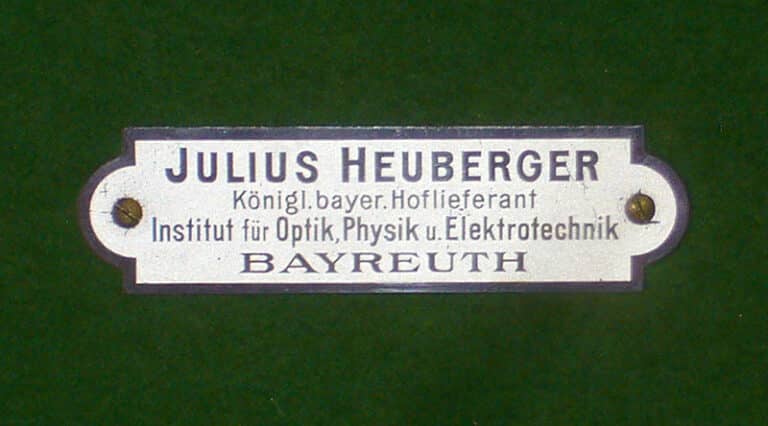 JULIUS HEUBERGER
Königl. bayer. Hoflieferant
Institut für Optik, Physik u. Elektrotechnik
BAYREUTH